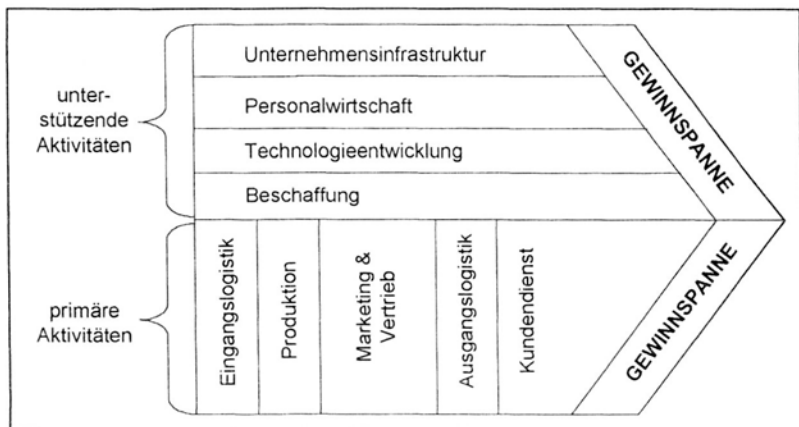 Unternehmensinfrastruktur
unter-
stützende
Aktivitäten
Personalwirtschaft
Technologieentwicklung
Beschaffung
GEWINNSPANNE
primäre
Aktivitäten
Eingangslogistik
Produktion
Marketing &
Vertrieb
Ausgangslogistik
Kundendienst
GEWINNSPANNE